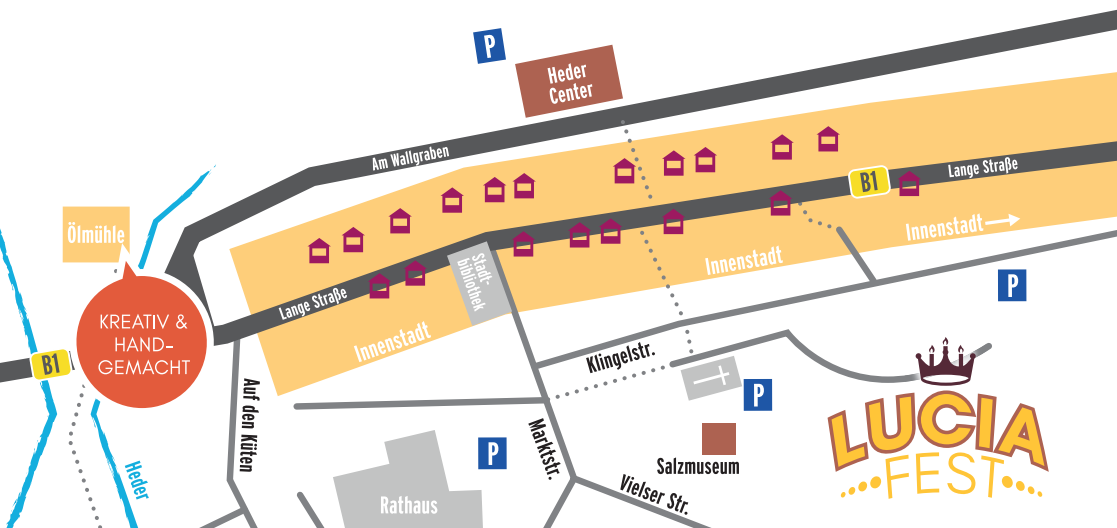 P
Heder
Center
Am Wallgraben
Ölmühle
B1
Lange Straße
Innenstadt
Lange Straße
Stadt-
bibliothek
Innenstadt
Innenstadt
P
KREATIV &
HAND-
GEMACHT
B1
Klingelstr.
P
Auf den Küten
Marktstr.
Salzmuseum
P
Heder
Rathaus
Vielser Str.
LUCIA
FEST